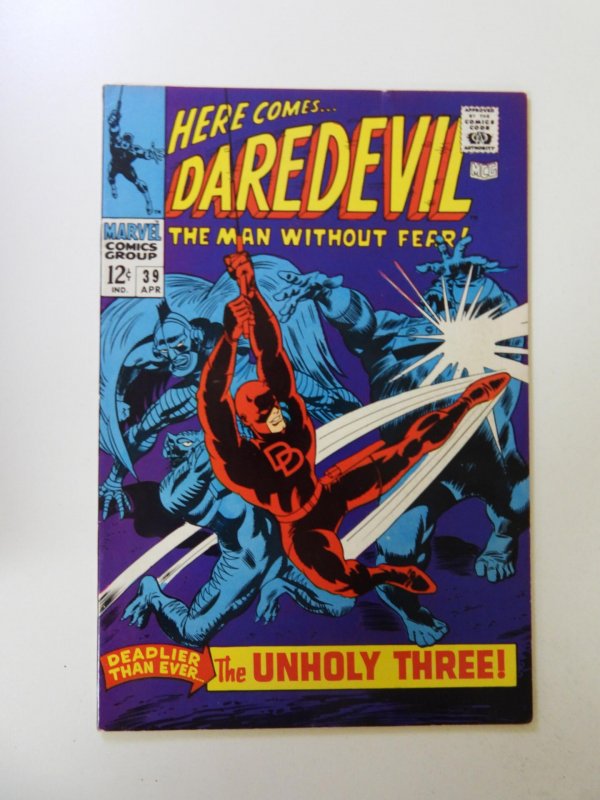 HERE COMES...
DAREDEVIL
THE MAN WITHOUT FEAR!
APPROVED
BY THE
COMICS
CODE
AUTHORITY
MCG
MARVEL
COMICS
GROUP
12¢
IND.
39
APR
DD
DEADLIER
THAN EVER...
The UNHOLY THREE!